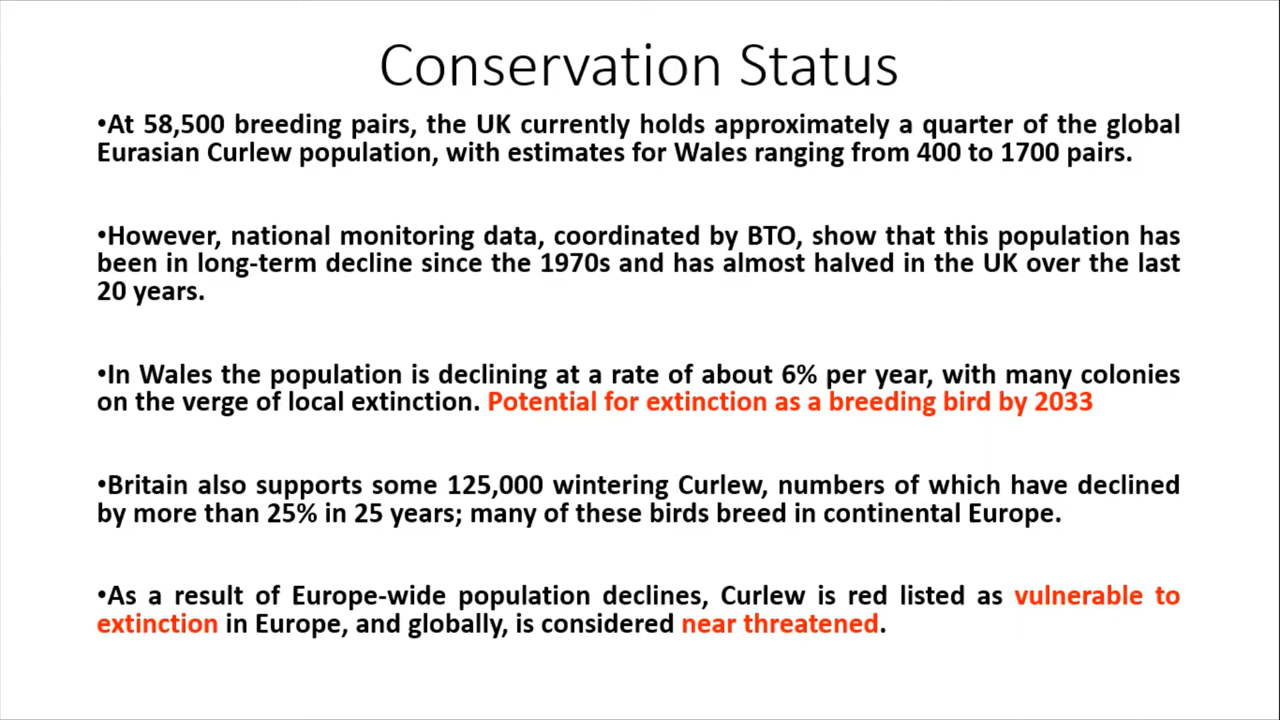 Conservation Status
•At 58,500 breeding pairs, the UK currently holds approximately a quarter of the global
Eurasian Curlew population, with estimates for Wales ranging from 400 to 1700 pairs.
•However, national monitoring data, coordinated by BTO, show that this population has
been in long-term decline since the 1970s and has almost halved in the UK over the last
20 years.
•In Wales the population is declining at a rate of about 6% per year, with many colonies
on the verge of local extinction. Potential for extinction as a breeding bird by 2033
•Britain also supports some 125,000 wintering Curlew, numbers of which have declined
by more than 25% in 25 years; many of these birds breed in continental Europe.
•As a result of Europe-wide population declines, Curlew is red listed as vulnerable to
extinction in Europe, and globally, is considered near threatened.